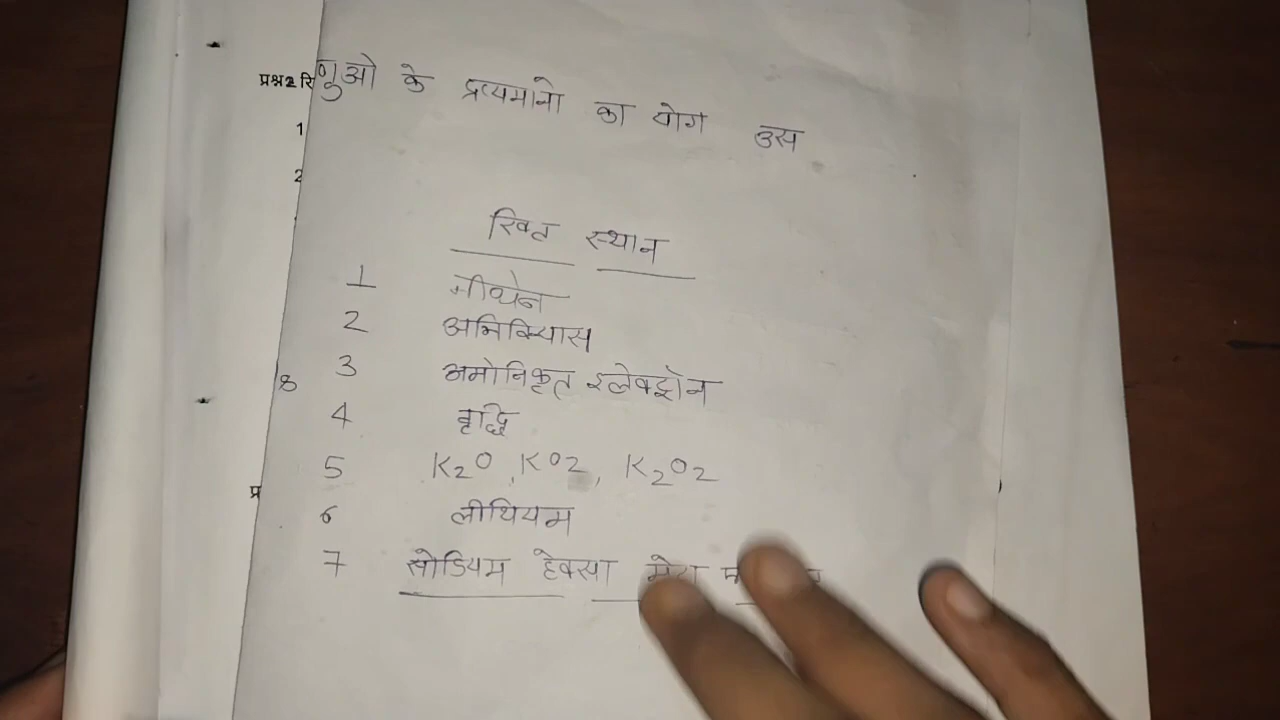 प्रश्न2 रि
णुओ के द्रव्यमानो का योग उस
1
2
रिक्त स्थान
1 मीथेन
2 अभिक्रियास
8
3 अमोनिकृत इलेक्ट्रॉन
4 वृद्धि
5 K2O, KO2, K2O2
प्र
6 लीथियम
7 सोडियम हेक्सा मेटा